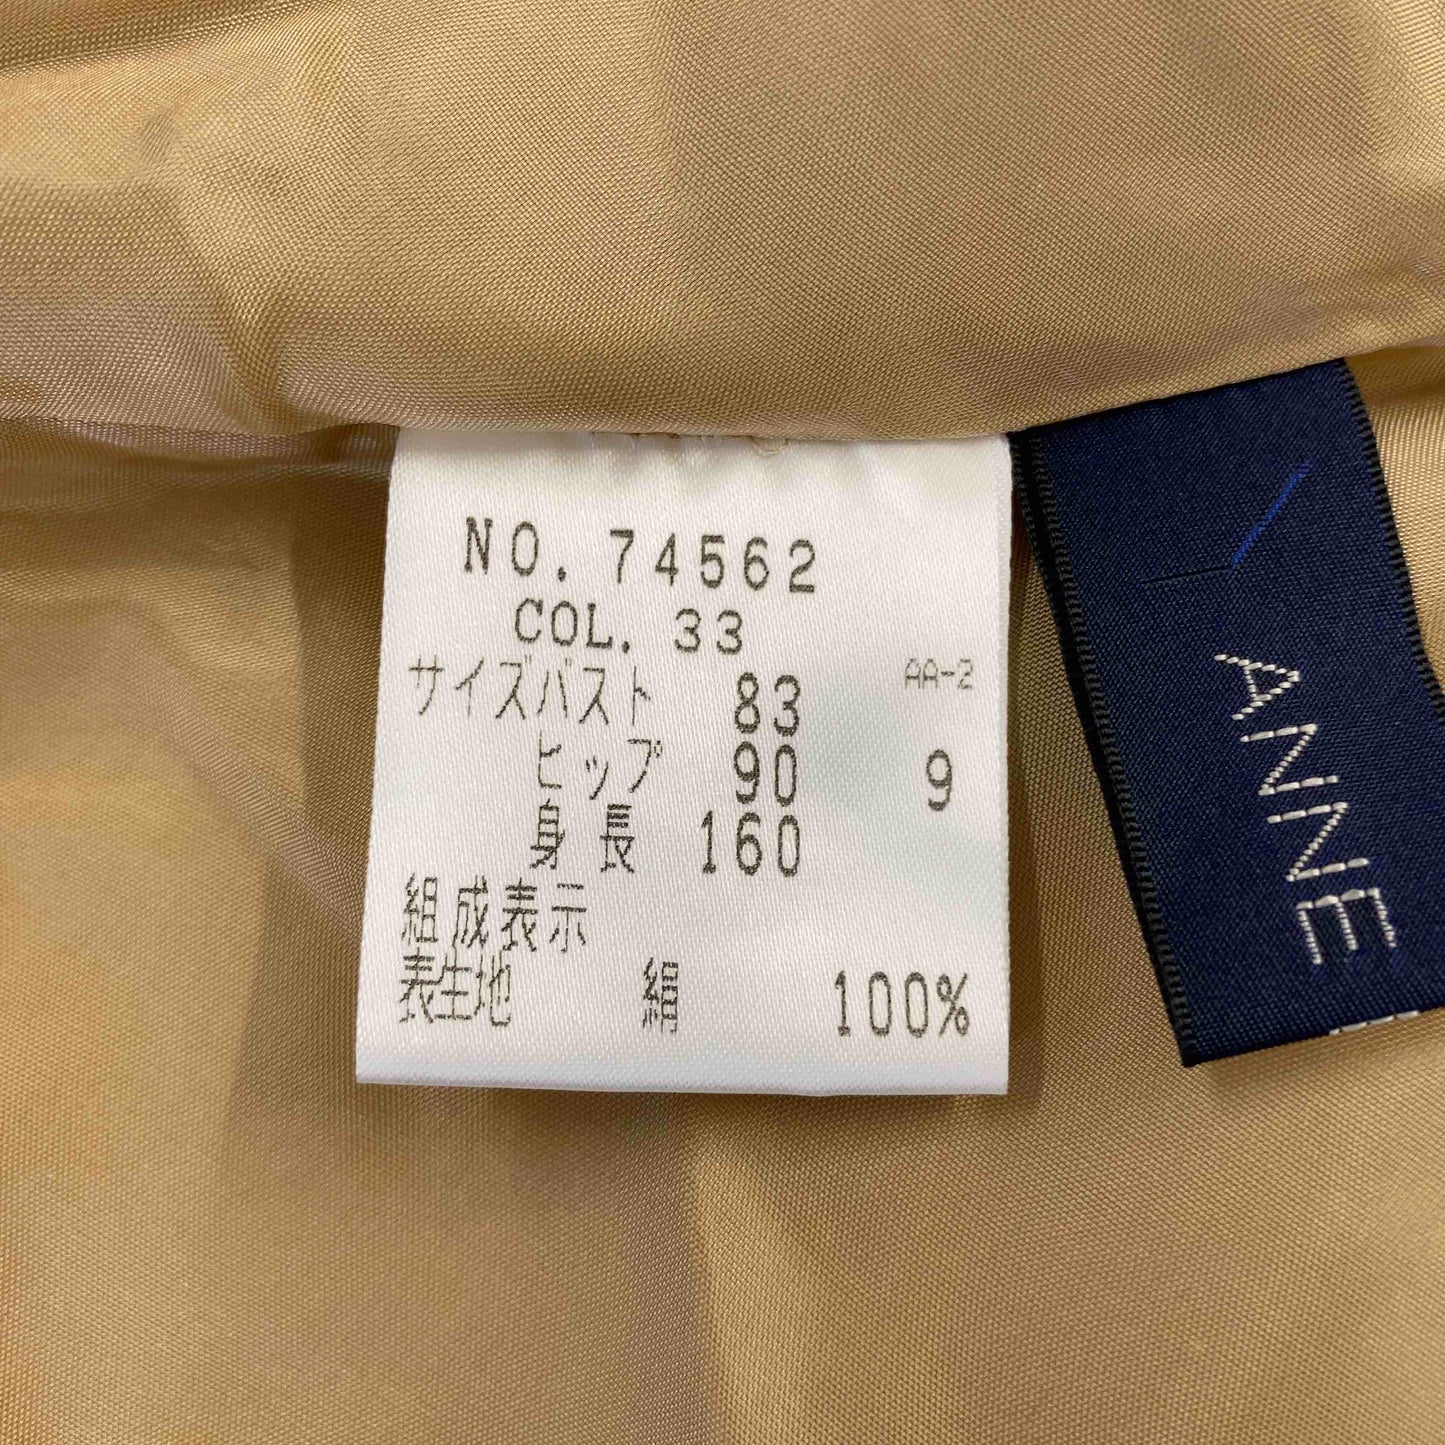 NO. 74562
COL. 33
サイズバスト 83 AA-2
ヒップ 90 9
身長 160
組成表示
表生地 絹 100%
ANNE